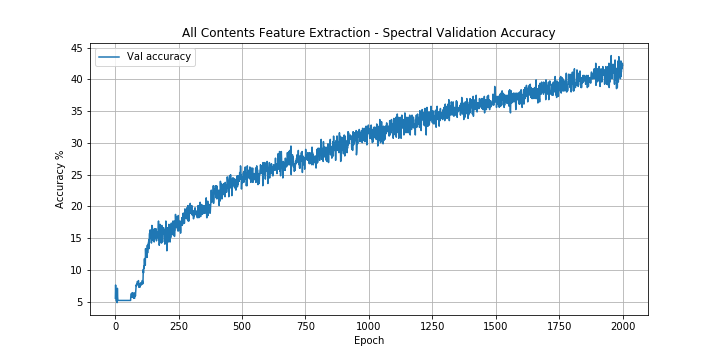 All Contents Feature Extraction - Spectral Validation Accuracy
Val accuracy
Accuracy %
45
40
35
30
25
20
15
10
5
0 250 500 750 1000 1250 1500 1750 2000
Epoch